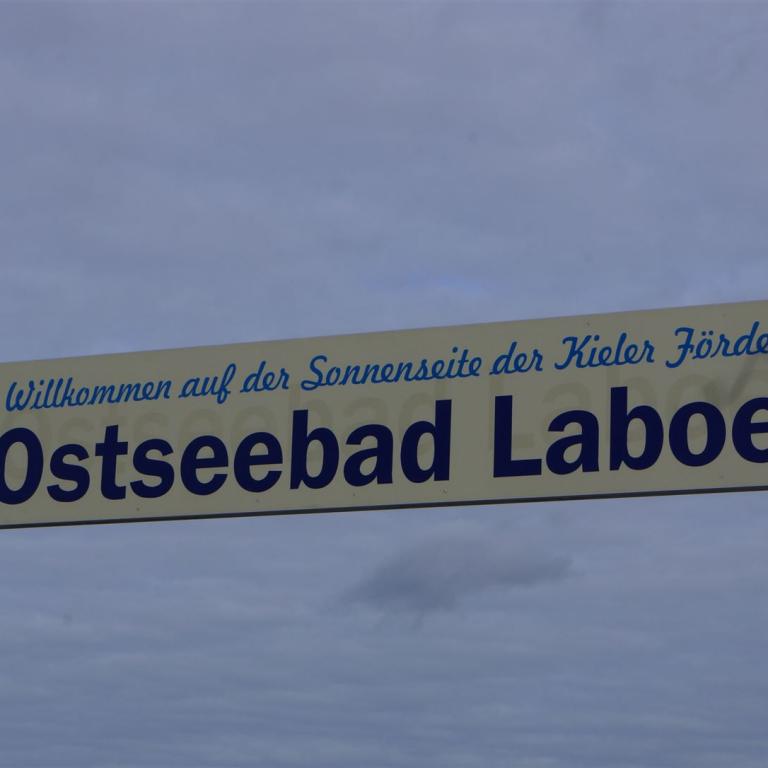 Willkommen auf der Sonnenseite der Kieler Förde
Ostseebad Laboe